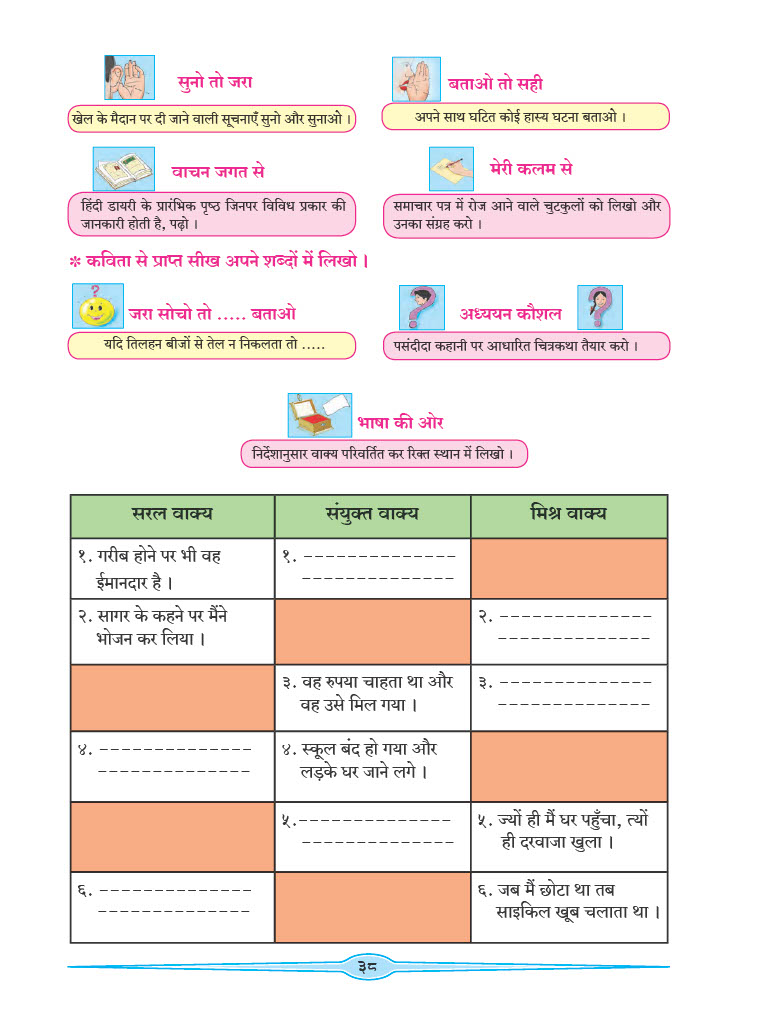 सुनो तो जरा
खेल के मैदान पर दी जाने वाली सूचनाएँ सुनो और सुनाओ ।
बताओ तो सही
अपने साथ घटित कोई हास्य घटना बताओ ।
वाचन जगत से
हिंदी डायरी के प्रारंभिक पृष्ठ जिनपर विविध प्रकार की
जानकारी होती है, पढ़ो ।
मेरी कलम से
समाचार पत्र में रोज आने वाले चुटकुलों को लिखो और
उनका संग्रह करो ।
* कविता से प्राप्त सीख अपने शब्दों में लिखो ।
जरा सोचो तो ..... बताओ
यदि तिलहन बीजों से तेल न निकलता तो .....
अध्ययन कौशल
पसंदीदा कहानी पर आधारित चित्रकथा तैयार करो ।
भाषा की ओर
निर्देशानुसार वाक्य परिवर्तित कर रिक्त स्थान में लिखो ।
सरल वाक्य संयुक्त वाक्य मिश्र वाक्य
१. गरीब होने पर भी वह
ईमानदार है ।
१. --------------
--------------
२. सागर के कहने पर मैंने
भोजन कर लिया ।
२. --------------
--------------
३. वह रुपया चाहता था और
वह उसे मिल गया ।
३. --------------
--------------
४. --------------
--------------
४. स्कूल बंद हो गया और
लड़के घर जाने लगे ।
५.--------------
--------------
५. ज्यों ही मैं घर पहुँचा, त्यों
ही दरवाजा खुला ।
६. --------------
--------------
६. जब मैं छोटा था तब
साइकिल खूब चलाता था ।
३८